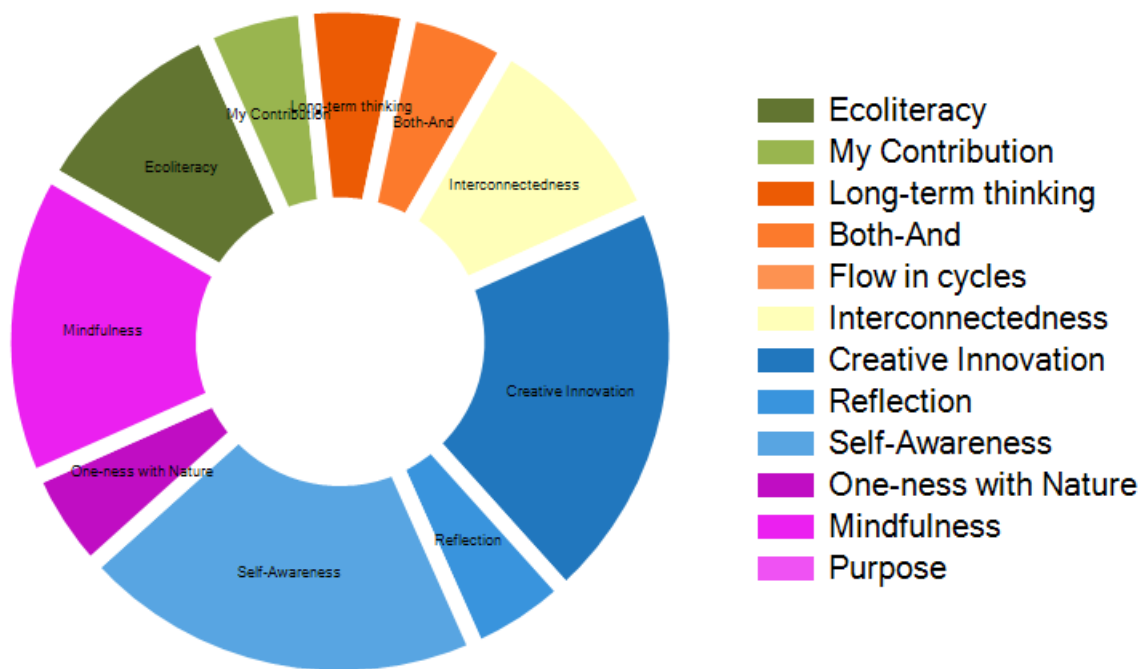 Long-term thinking
My Contribution
Both-And
Ecoliteracy
Interconnectedness
Mindfulness
Creative Innovation
One-ness with Nature
Reflection
Self-Awareness
Ecoliteracy
My Contribution
Long-term thinking
Both-And
Flow in cycles
Interconnectedness
Creative Innovation
Reflection
Self-Awareness
One-ness with Nature
Mindfulness
Purpose